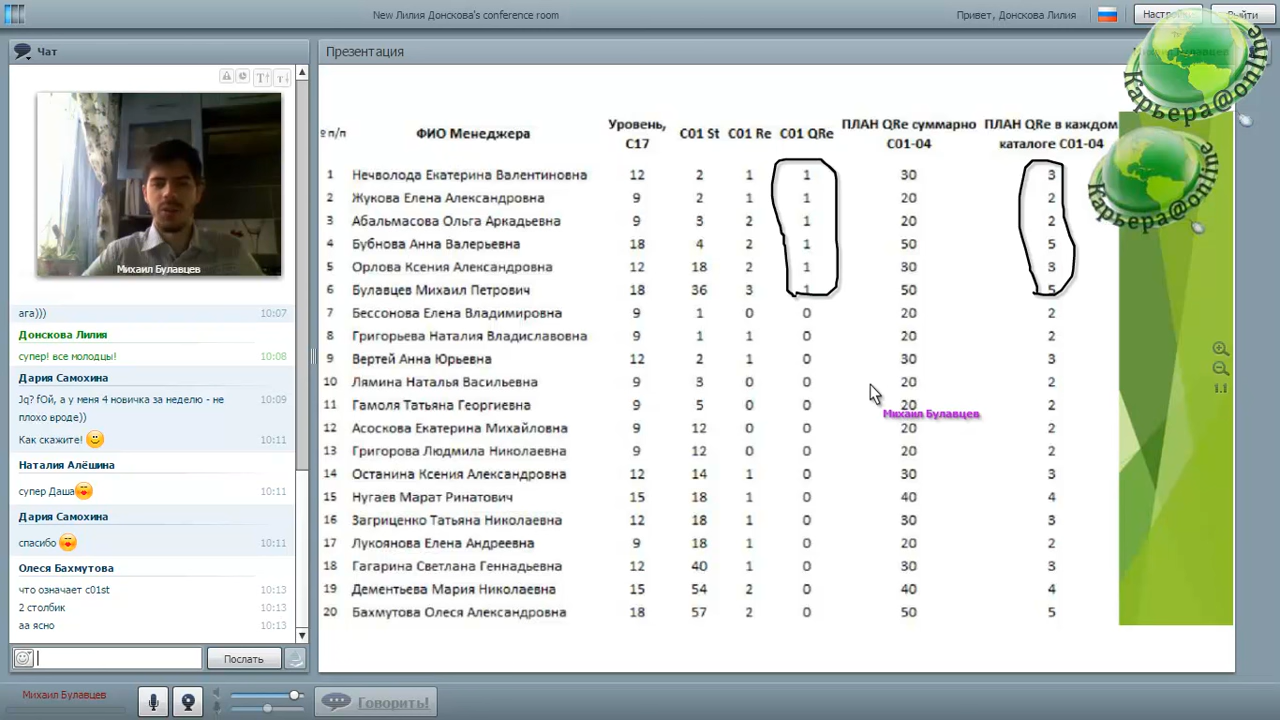 New Лилия Донскова's conference room
Привет, Донскова Лилия
Настройки
Выйти
Чат
Презентация
Михаил Булавцев
Карьера@online
Карьера@online
Михаил Булавцев
ага))) 10:07
Донскова Лилия
супер! все молодцы! 10:08
Дария Самохина
Jq? fОй, а у меня 4 новичка за неделю - не 10:09
плохо вроде))
Как скажите! 10:11
Наталия Алёшина
супер Даша 10:11
Дария Самохина
спасибо 10:11
Олеся Бахмутова
что означает c01st 10:13
2 столбик 10:13
аа ясно 10:13
Послать
Михаил Булавцев
Говорить!
º п/п ФИО Менеджера Уровень, С17 С01 St С01 Re С01 QRe ПЛАН QRe суммарно С01-04 ПЛАН QRe в каждом каталоге С01-04
1 Нечволода Екатерина Валентиновна 12 2 1 1 30 3
2 Жукова Елена Александровна 9 2 1 1 20 2
3 Абальмасова Ольга Аркадьевна 9 3 2 1 20 2
4 Бубнова Анна Валерьевна 18 4 2 1 50 5
5 Орлова Ксения Александровна 12 18 2 1 30 3
6 Булавцев Михаил Петрович 18 36 3 1 50 5
7 Бессонова Елена Владимировна 9 1 0 0 20 2
8 Григорьева Наталия Владиславовна 9 1 1 0 20 2
9 Вертей Анна Юрьевна 12 2 1 0 30 3
10 Лямина Наталья Васильевна 9 3 0 0 20 2
11 Гамоля Татьяна Георгиевна 9 5 0 0 20 2
Михаил Булавцев
12 Асоскова Екатерина Михайловна 9 12 0 0 20 2
13 Григорова Людмила Николаевна 9 12 0 0 20 2
14 Останина Ксения Александровна 12 14 1 0 30 3
15 Нугаев Марат Ринатович 15 18 1 0 40 4
16 Загриценко Татьяна Николаевна 12 18 1 0 30 3
17 Лукоянова Елена Андреевна 9 18 1 0 20 2
18 Гагарина Светлана Геннадьевна 12 40 1 0 30 3
19 Дементьева Мария Николаевна 15 54 2 0 40 4
20 Бахмутова Олеся Александровна 18 57 2 0 50 5
1:1